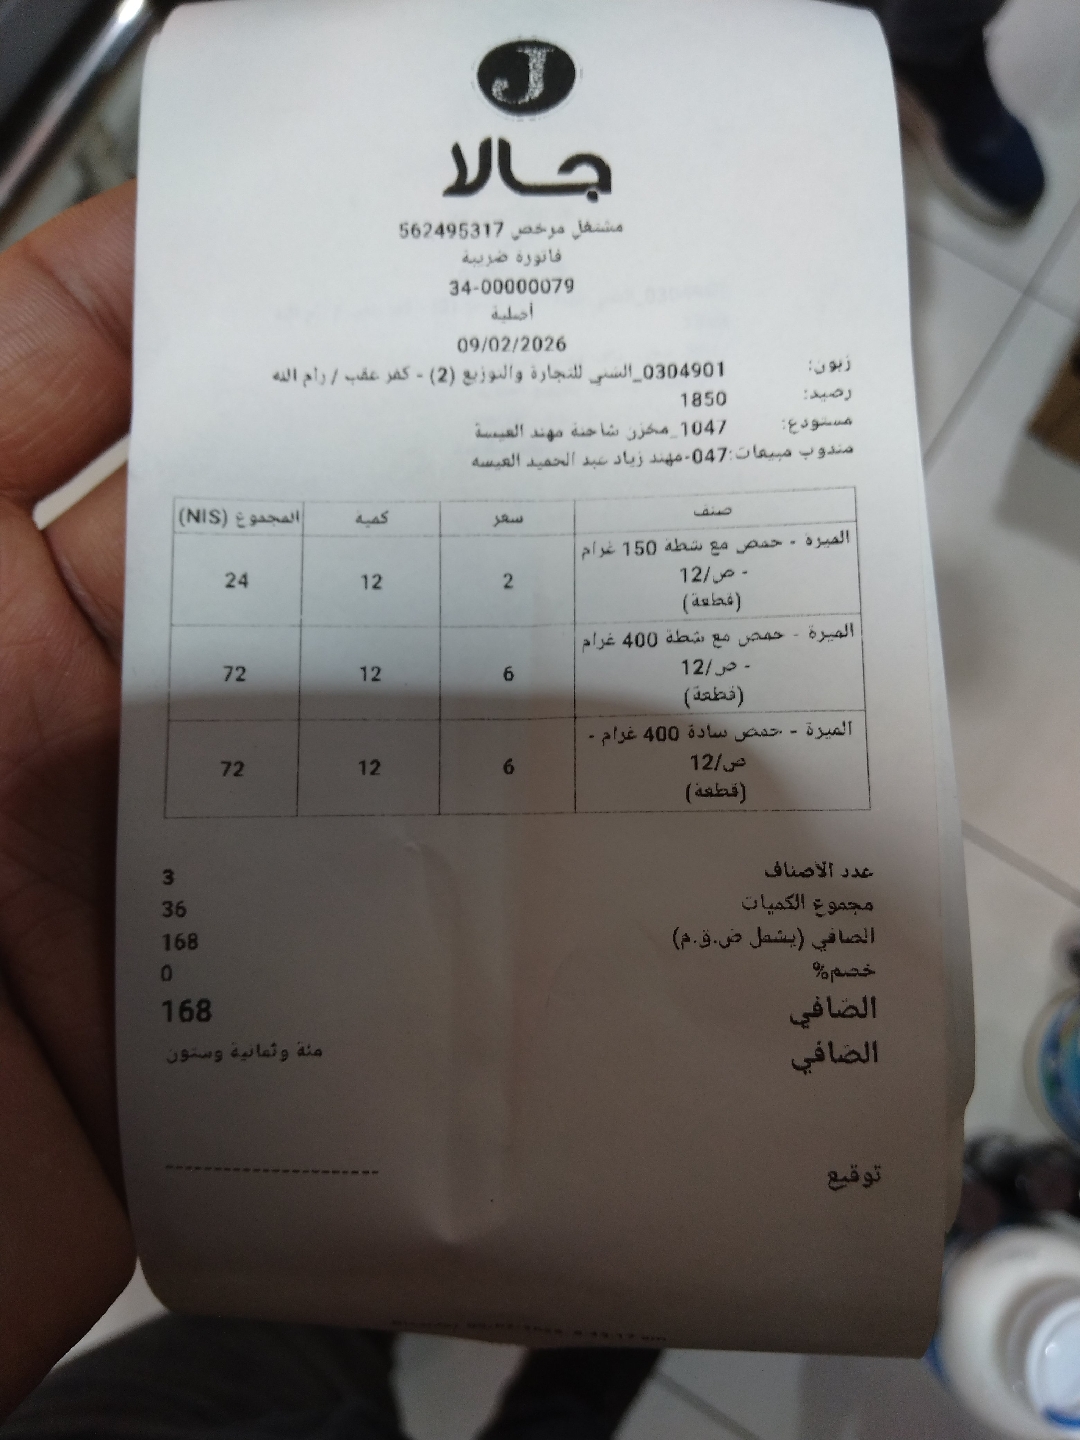 J
جالا
مشتغل مرخص 562495317
فاتورة ضريبة
34-00000079
أصلية
09/02/2026
زبون: 0304901_الشني للتجارة والتوزيع (2) - كفر عقب / رام الله
رصيد: 1850
مستودع: 1047_مخزن شاحنة مهند العيسة
مندوب مبيعات:047-مهند زياد عبد الحميد العيسه
صنف سعر كمية المجموع (NIS)
الميزة - حمص مع شطة 150 غرام
- ص/12 2 12 24
(قطعة)
الميزة - حمص مع شطة 400 غرام
- ص/12 6 12 72
(قطعة)
الميزة - حمص سادة 400 غرام -
ص/12 6 12 72
(قطعة)
عدد الأصناف 3
مجموع الكميات 36
الصافي (يشمل ض.ق.م) 168
خصم% 0
الصافي 168
الصافي مئة وثمانية وستون
توقيع ----------------------